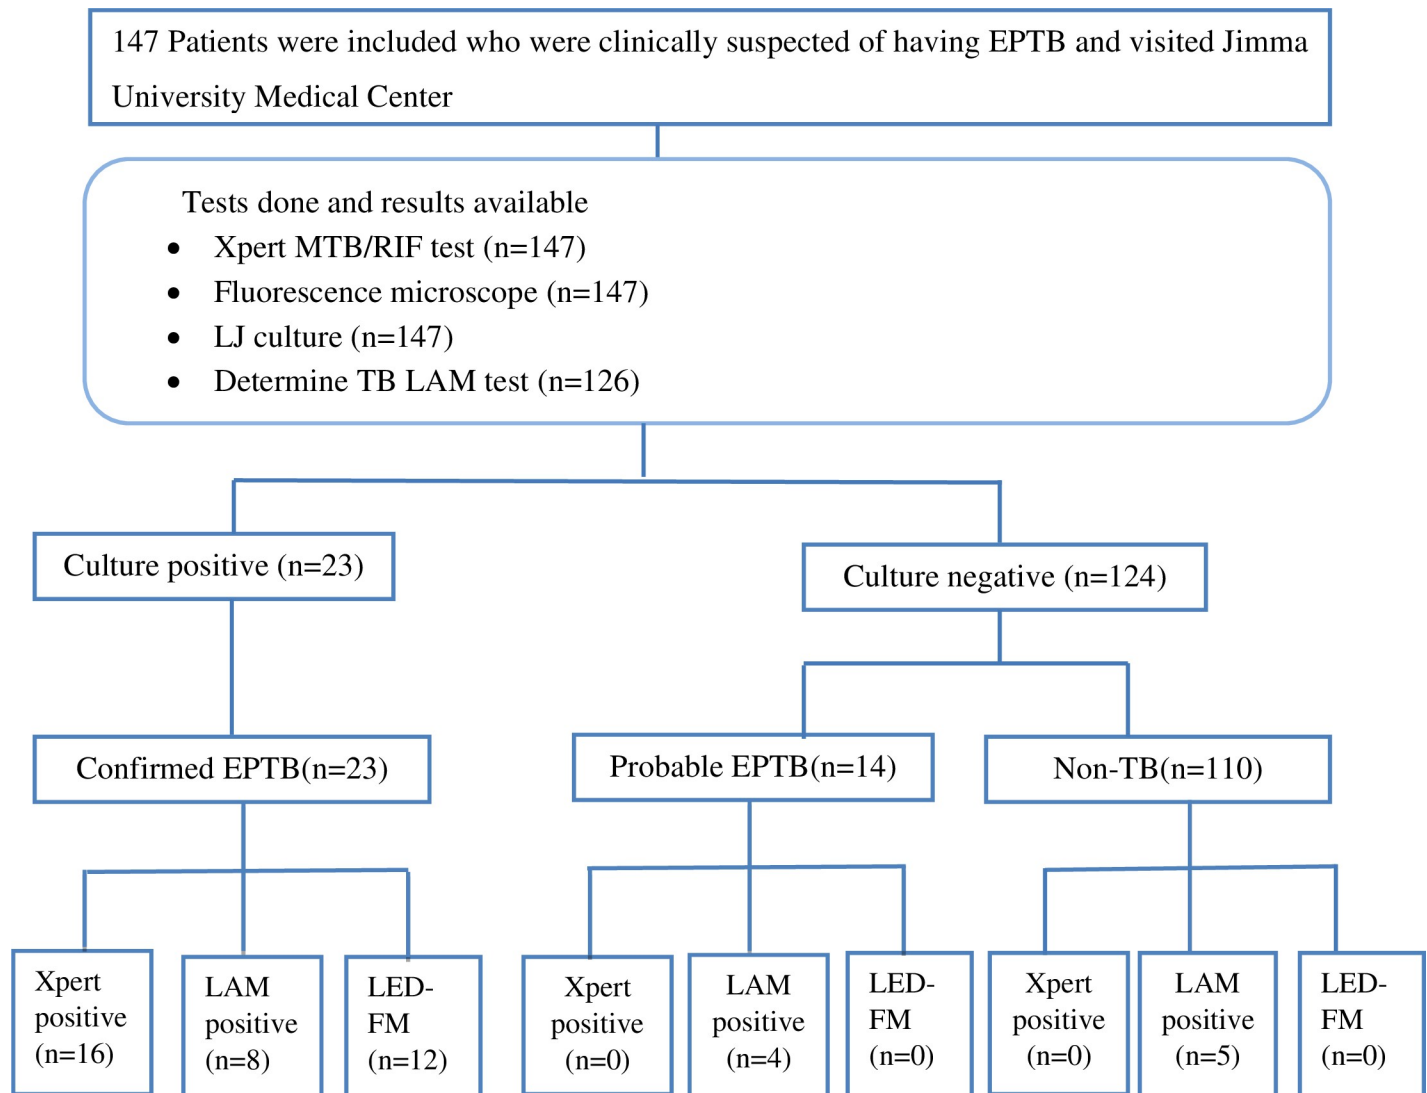 147 Patients were included who were clinically suspected of having EPTB and visited Jimma
University Medical Center
Tests done and results available
• Xpert MTB/RIF test (n=147)
• Fluorescence microscope (n=147)
• LJ culture (n=147)
• Determine TB LAM test (n=126)
Culture positive (n=23)
Culture negative (n=124)
Confirmed EPTB(n=23)
Probable EPTB(n=14)
Non-TB(n=110)
Xpert
positive
(n=16)
LAM
positive
(n=8)
LED-
FM
(n=12)
Xpert
positive
(n=0)
LAM
positive
(n=4)
LED-
FM
(n=0)
Xpert
positive
(n=0)
LAM
positive
(n=5)
LED-
FM
(n=0)